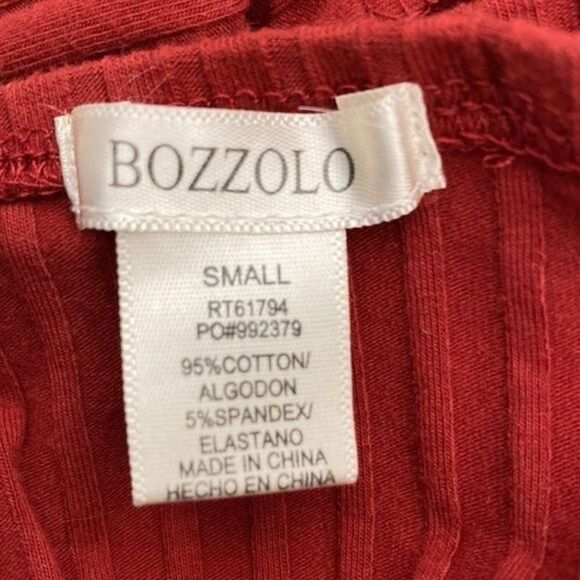 BOZZOLO
SMALL
RT61794
PO#992379
95%COTTON/
ALGODON
5%SPANDEX/
ELASTANO
MADE IN CHINA
HECHO EN CHINA